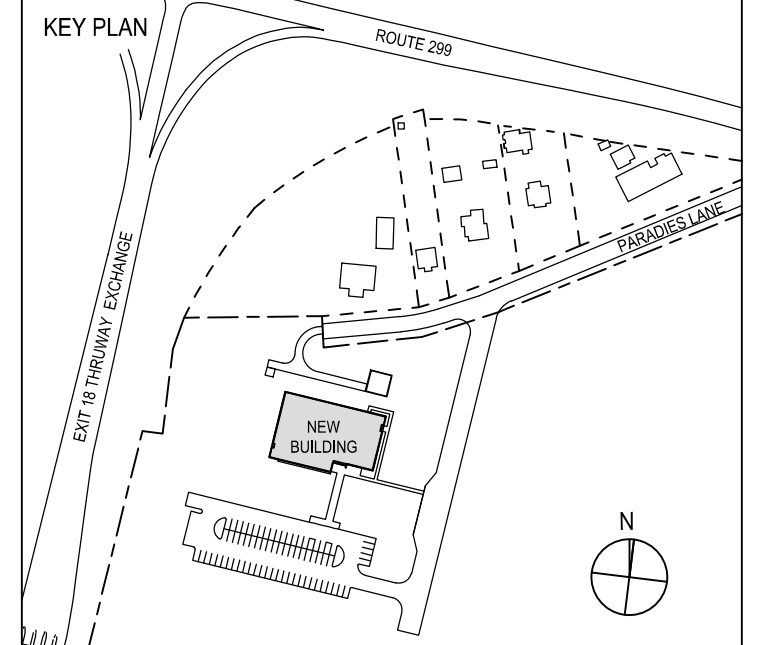 KEY PLAN
ROUTE 299
PARADIES LANE
EXIT 18 THRUWAY EXCHANGE
NEW
BUILDING
N